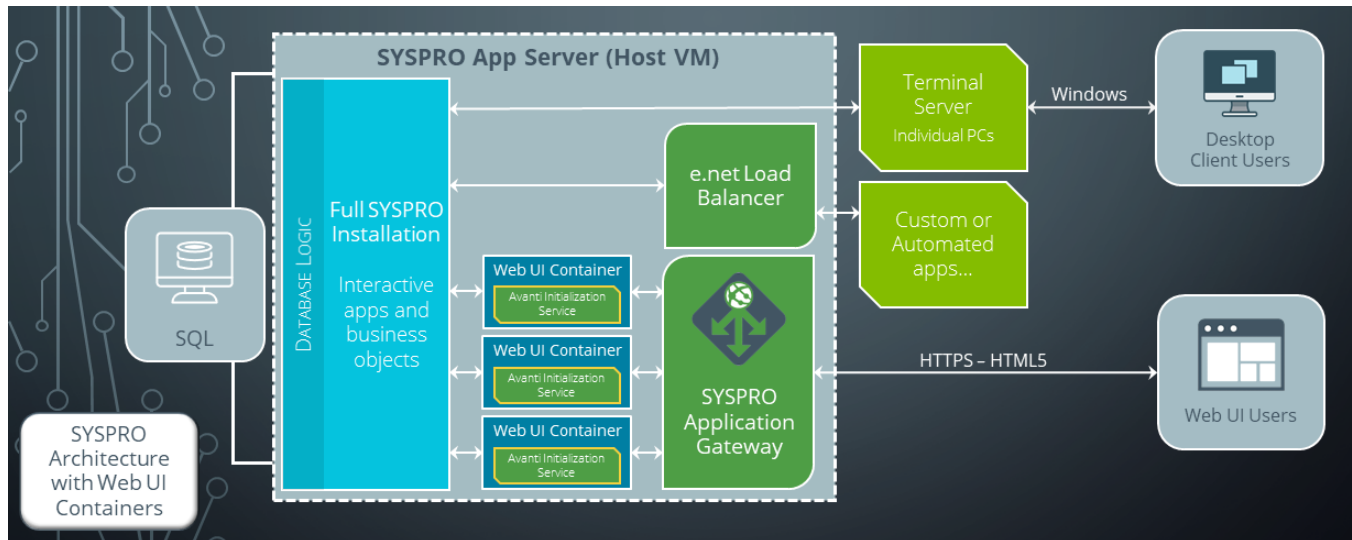 SYSPRO App Server (Host VM)
DATABASE LOGIC
Full SYSPRO
Installation
Interactive
apps and
business
objects
e.net Load
Balancer
Web UI Container
Avanti Initialization
Service
Web UI Container
Avanti Initialization
Service
Web UI Container
Avanti Initialization
Service
SYSPRO
Application
Gateway
Terminal
Server
Individual PCs
Windows
Desktop
Client Users
Custom or
Automated
apps...
HTTPS – HTML5
Web UI Users
SQL
SYSPRO
Architecture
with Web UI
Containers